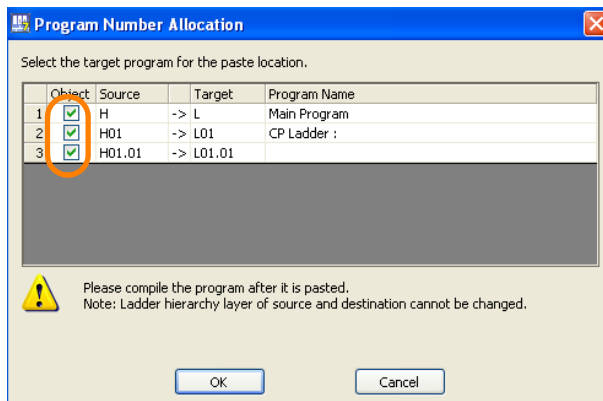 Program Number Allocation
Select the target program for the paste location.
Object Source Target Program Name
1 H -> L Main Program
2 H01 -> L01 CP Ladder :
3 H01.01 -> L01.01
Please compile the program after it is pasted.
Note: Ladder hierarchy layer of source and destination cannot be changed.
OK Cancel